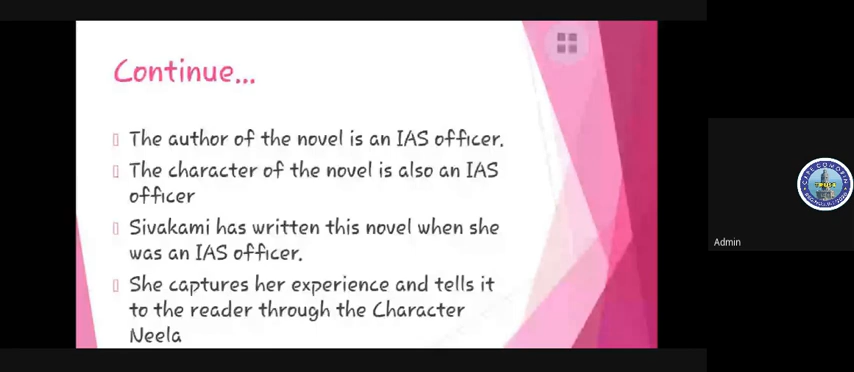 Continue...
The author of the novel is an IAS officer.
The character of the novel is also an IAS
officer
Sivakami has written this novel when she
was an IAS officer.
She captures her experience and tells it
to the reader through the Character
Neela
Admin